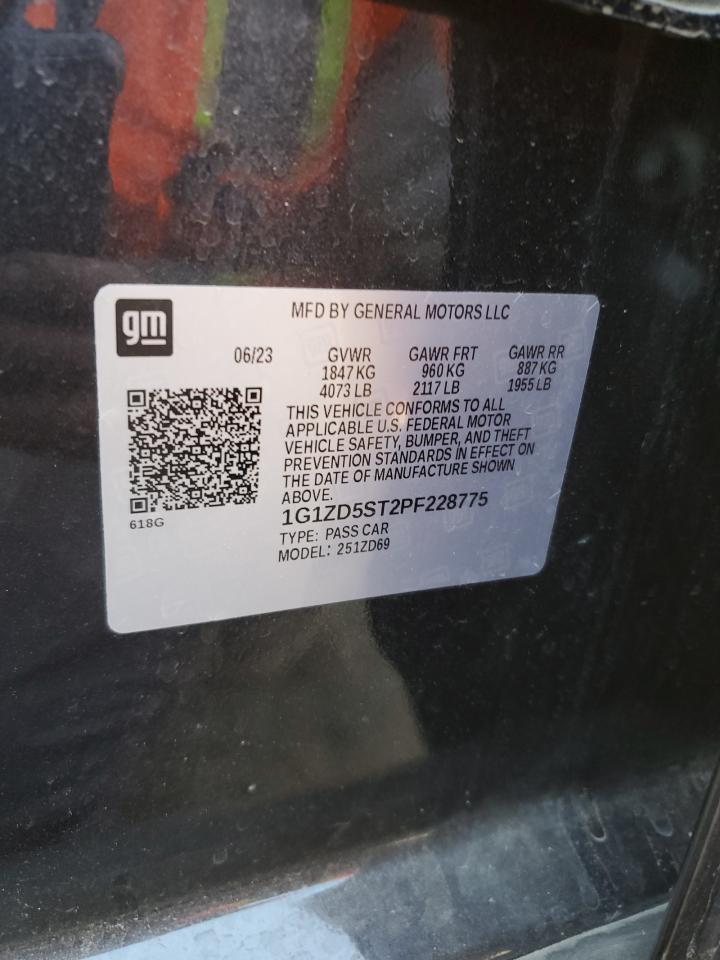 gm
MFD BY GENERAL MOTORS LLC
06/23 GVWR GAWR FRT GAWR RR
1847 KG 960 KG 887 KG
4073 LB 2117 LB 1955 LB
THIS VEHICLE CONFORMS TO ALL
APPLICABLE U.S. FEDERAL MOTOR
VEHICLE SAFETY, BUMPER, AND THEFT
PREVENTION STANDARDS IN EFFECT ON
THE DATE OF MANUFACTURE SHOWN
ABOVE.
618G
1G1ZD5ST2PF228775
TYPE: PASS CAR
MODEL: 251ZD69